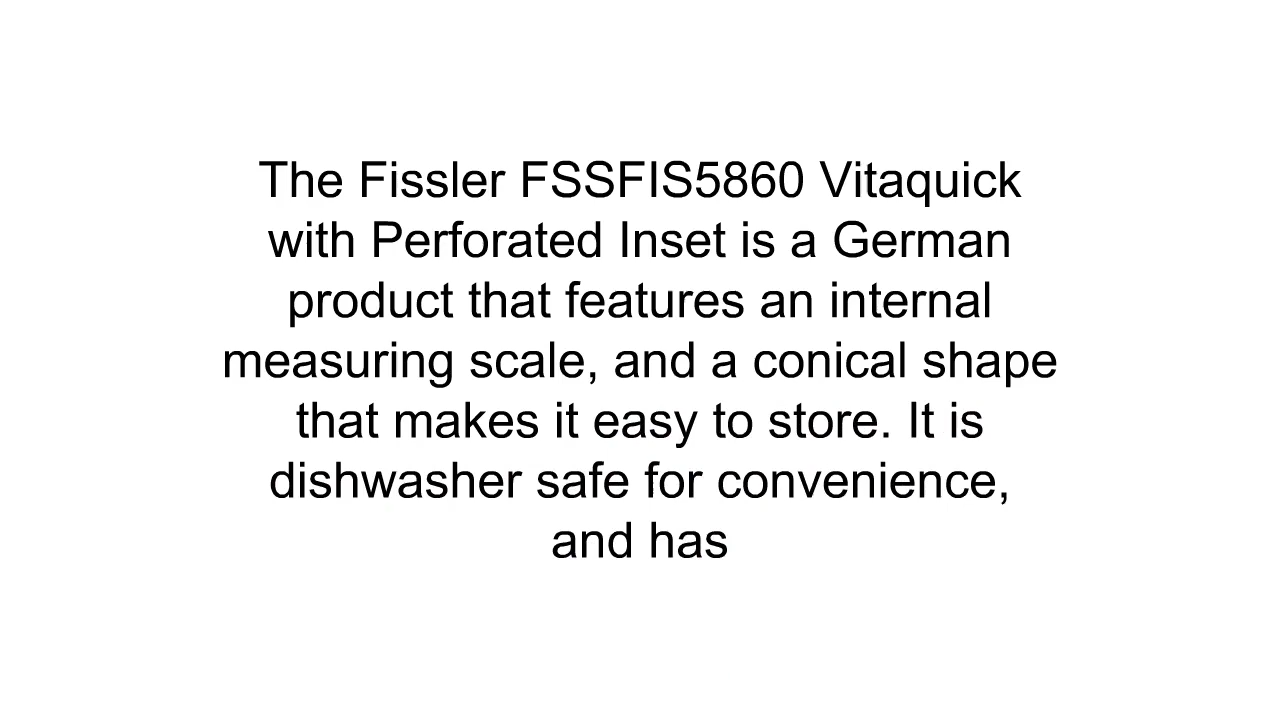 The Fissler FSSFIS5860 Vitaquick
with Perforated Inset is a German
product that features an internal
measuring scale, and a conical shape
that makes it easy to store. It is
dishwasher safe for convenience,
and has